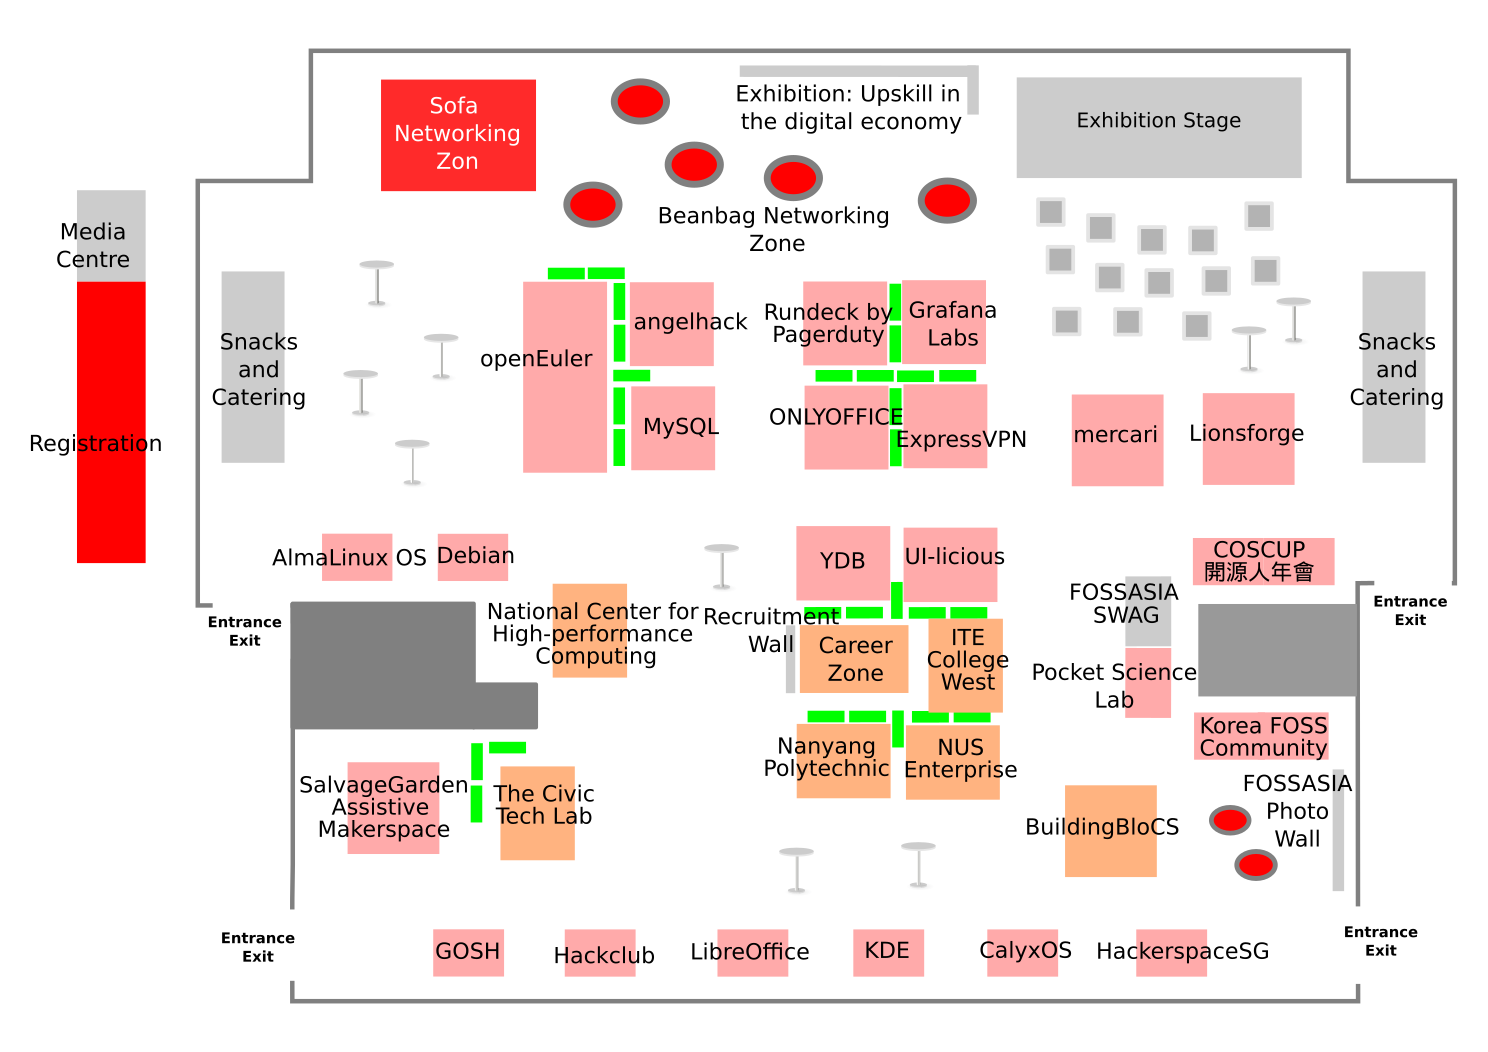 Sofa
Networking
Zon
Exhibition: Upskill in
the digital economy
Exhibition Stage
Media
Centre
Beanbag Networking
Zone
Registration
Snacks
and
Catering
openEuler
angelhack
MySQL
Rundeck by
Pagerduty
Grafana
Labs
ONLYOFFICE
ExpressVPN
mercari
Lionsforge
Snacks
and
Catering
AlmaLinux OS
Debian
YDB
UI-licious
COSCUP
開源人年會
Entrance
Exit
National Center for
High-performance
Computing
Recruitment
Wall
Career
Zone
ITE
College
West
FOSSASIA
SWAG
Entrance
Exit
Pocket Science
Lab
Korea FOSS
Community
Nanyang
Polytechnic
NUS
Enterprise
SalvageGarden
Assistive
Makerspace
The Civic
Tech Lab
BuildingBloCS
FOSSASIA
Photo
Wall
Entrance
Exit
GOSH
Hackclub
LibreOffice
KDE
CalyxOS
HackerspaceSG
Entrance
Exit